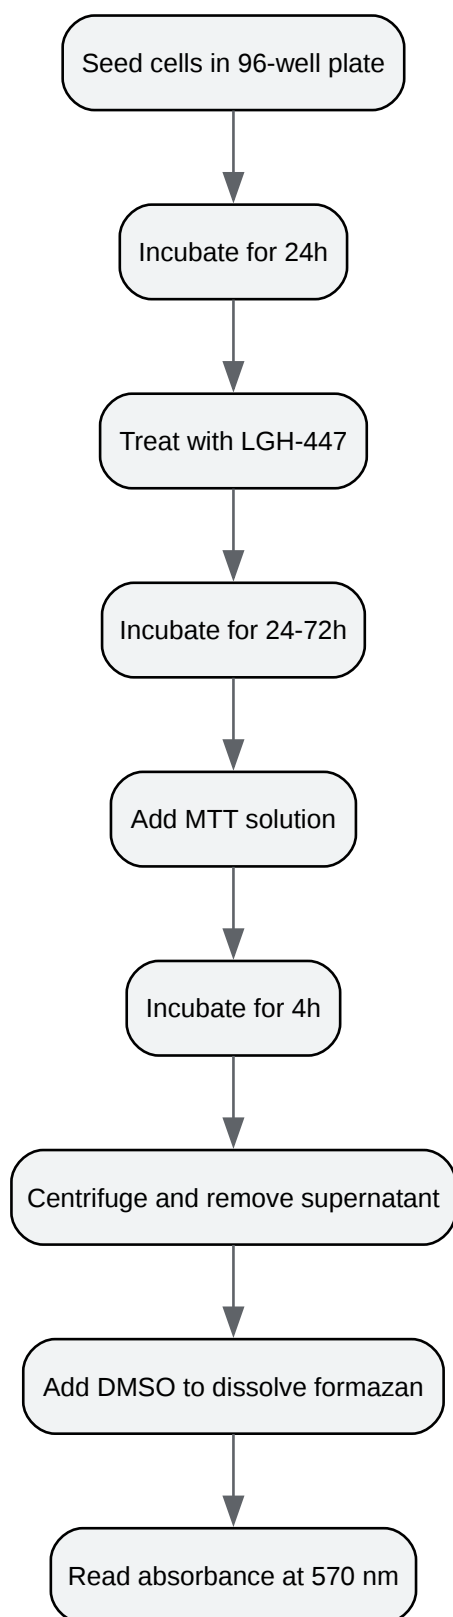 Seed cells in 96-well plate
Incubate for 24h
Treat with LGH-447
Incubate for 24-72h
Add MTT solution
Incubate for 4h
Centrifuge and remove supernatant
Add DMSO to dissolve formazan
Read absorbance at 570 nm